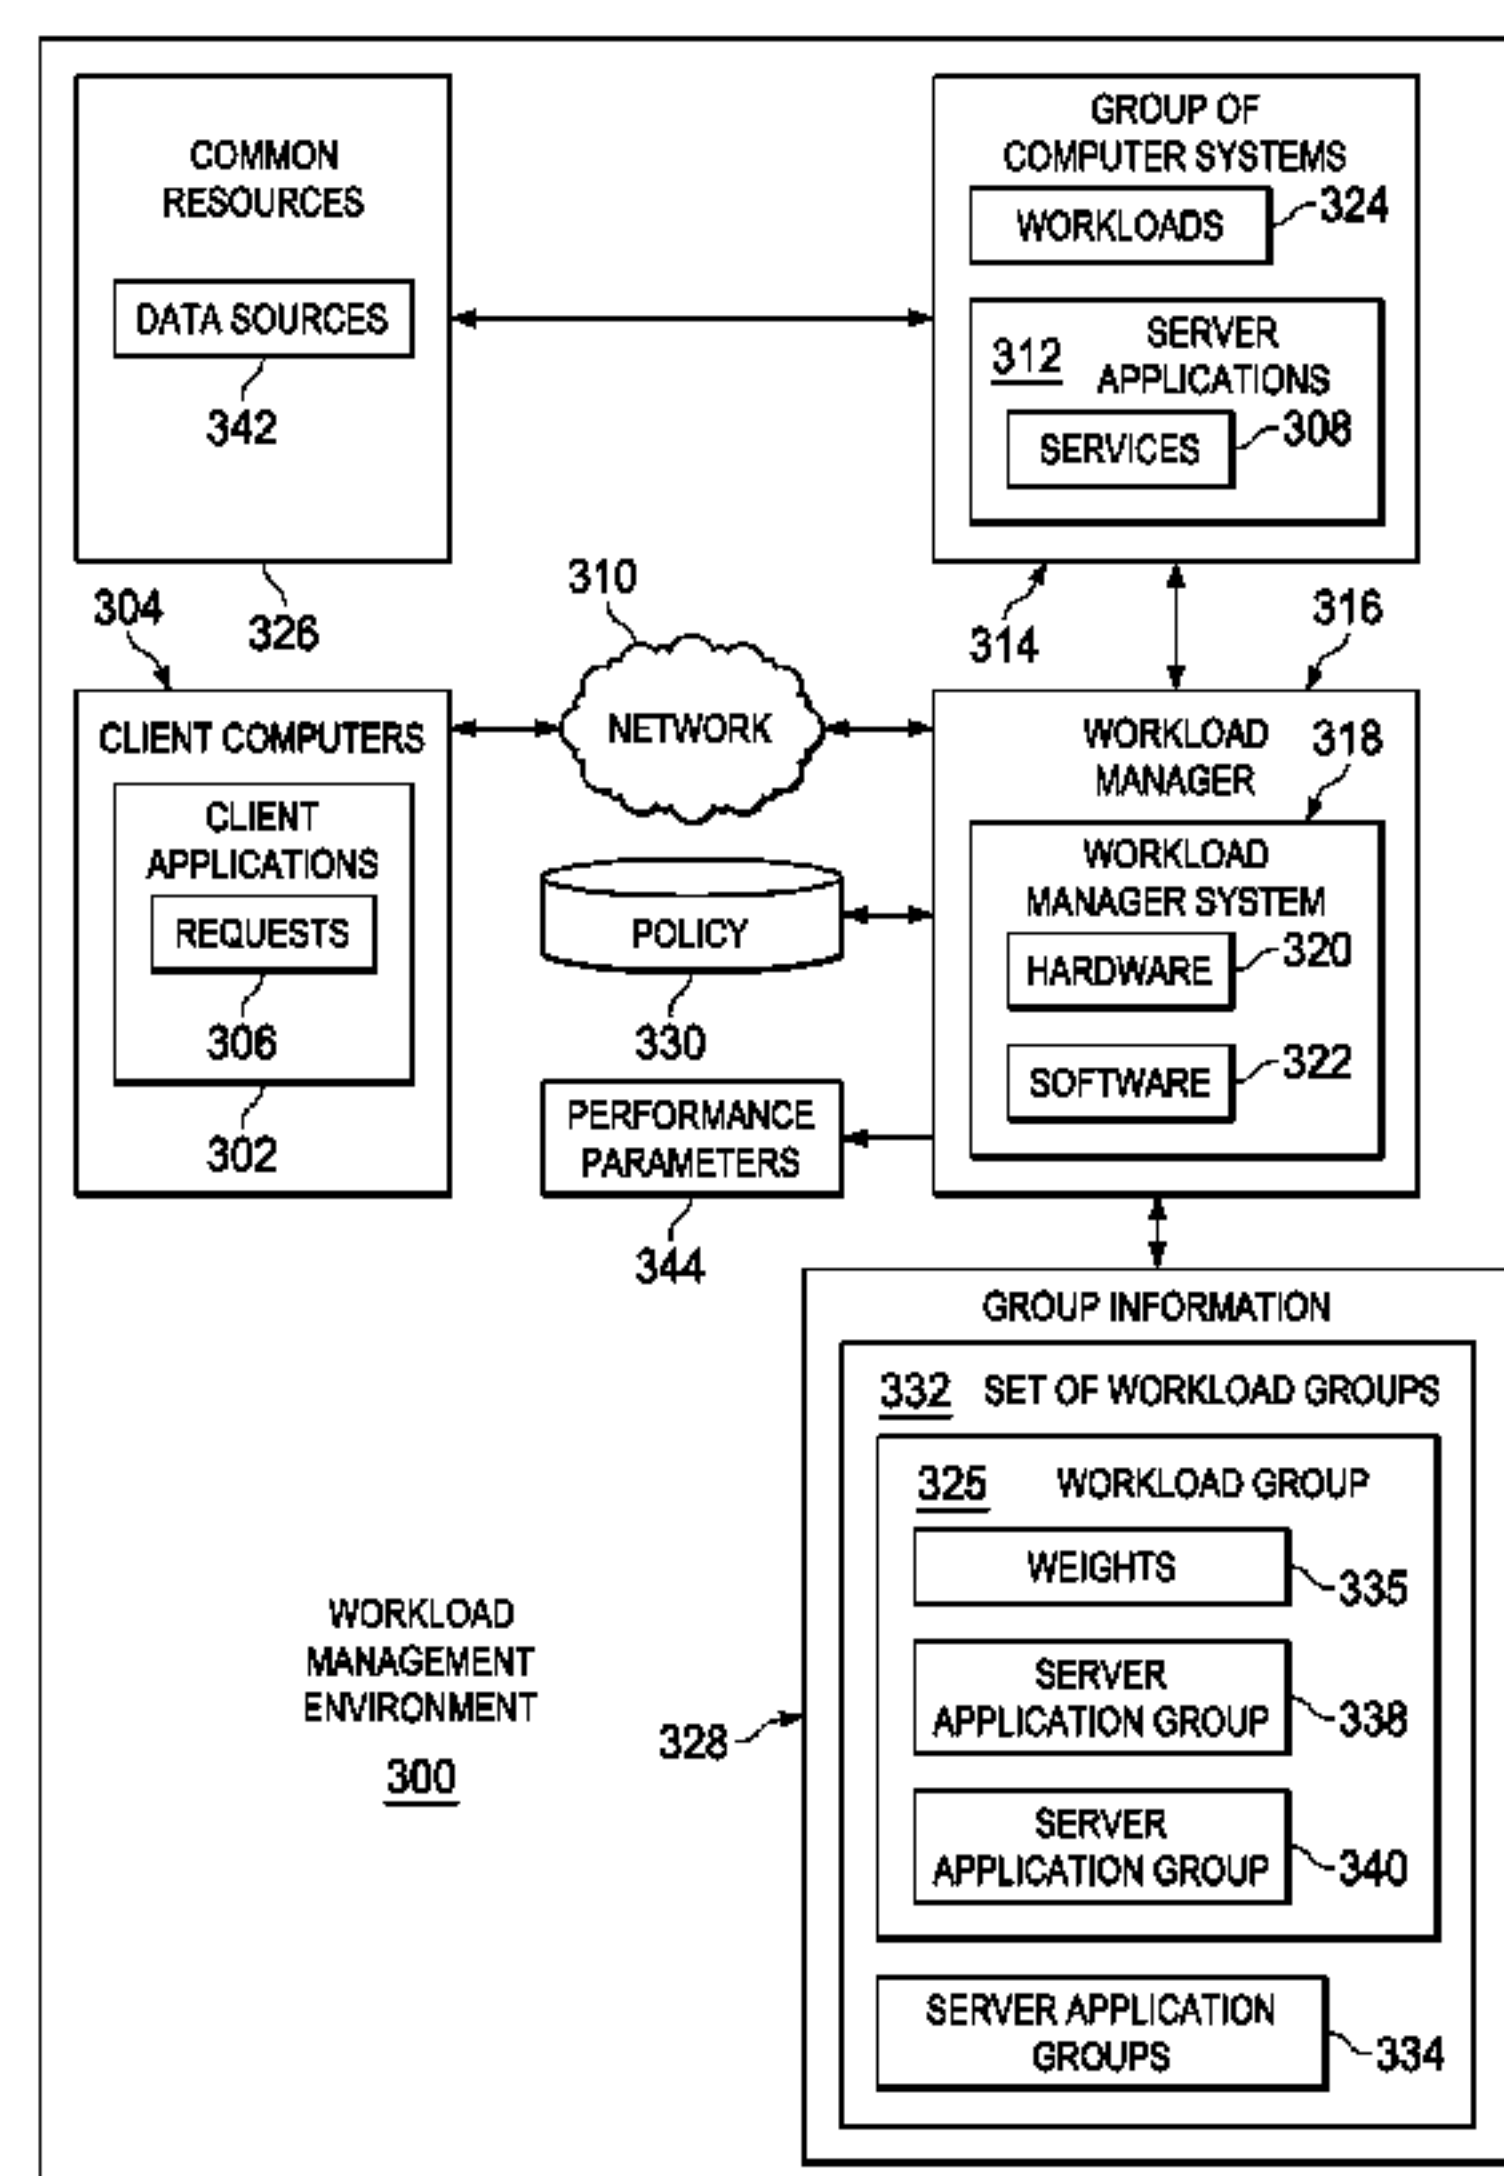 COMMON
RESOURCES
DATA SOURCES
342
326
GROUP OF
COMPUTER SYSTEMS
WORKLOADS
324
312
SERVER
APPLICATIONS
SERVICES
308
314
304
CLIENT COMPUTERS
CLIENT
APPLICATIONS
REQUESTS
306
302
310
NETWORK
POLICY
330
PERFORMANCE
PARAMETERS
344
316
WORKLOAD
MANAGER
318
WORKLOAD
MANAGER SYSTEM
HARDWARE
320
SOFTWARE
322
GROUP INFORMATION
332 SET OF WORKLOAD GROUPS
325 WORKLOAD GROUP
WEIGHTS
335
SERVER
APPLICATION GROUP
338
SERVER
APPLICATION GROUP
340
SERVER APPLICATION
GROUPS
334
328
WORKLOAD
MANAGEMENT
ENVIRONMENT
300